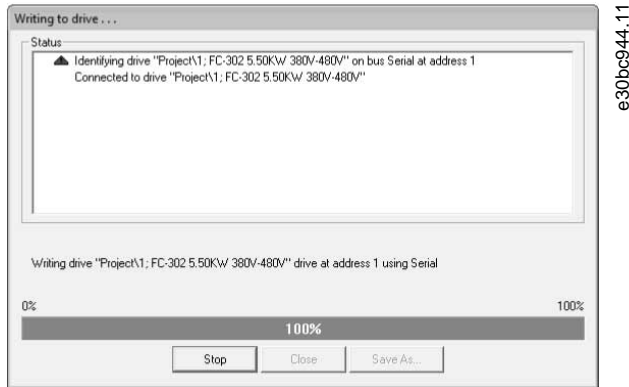 Writing to drive . . .
Status
Identifying drive "Project\1; FC-302 5.50KW 380V-480V" on bus Serial at address 1
Connected to drive "Project\1; FC-302 5.50KW 380V-480V"
Writing drive "Project\1; FC-302 5.50KW 380V-480V" drive at address 1 using Serial
0% 100%
100%
Stop Close Save As...
e30bc944.11